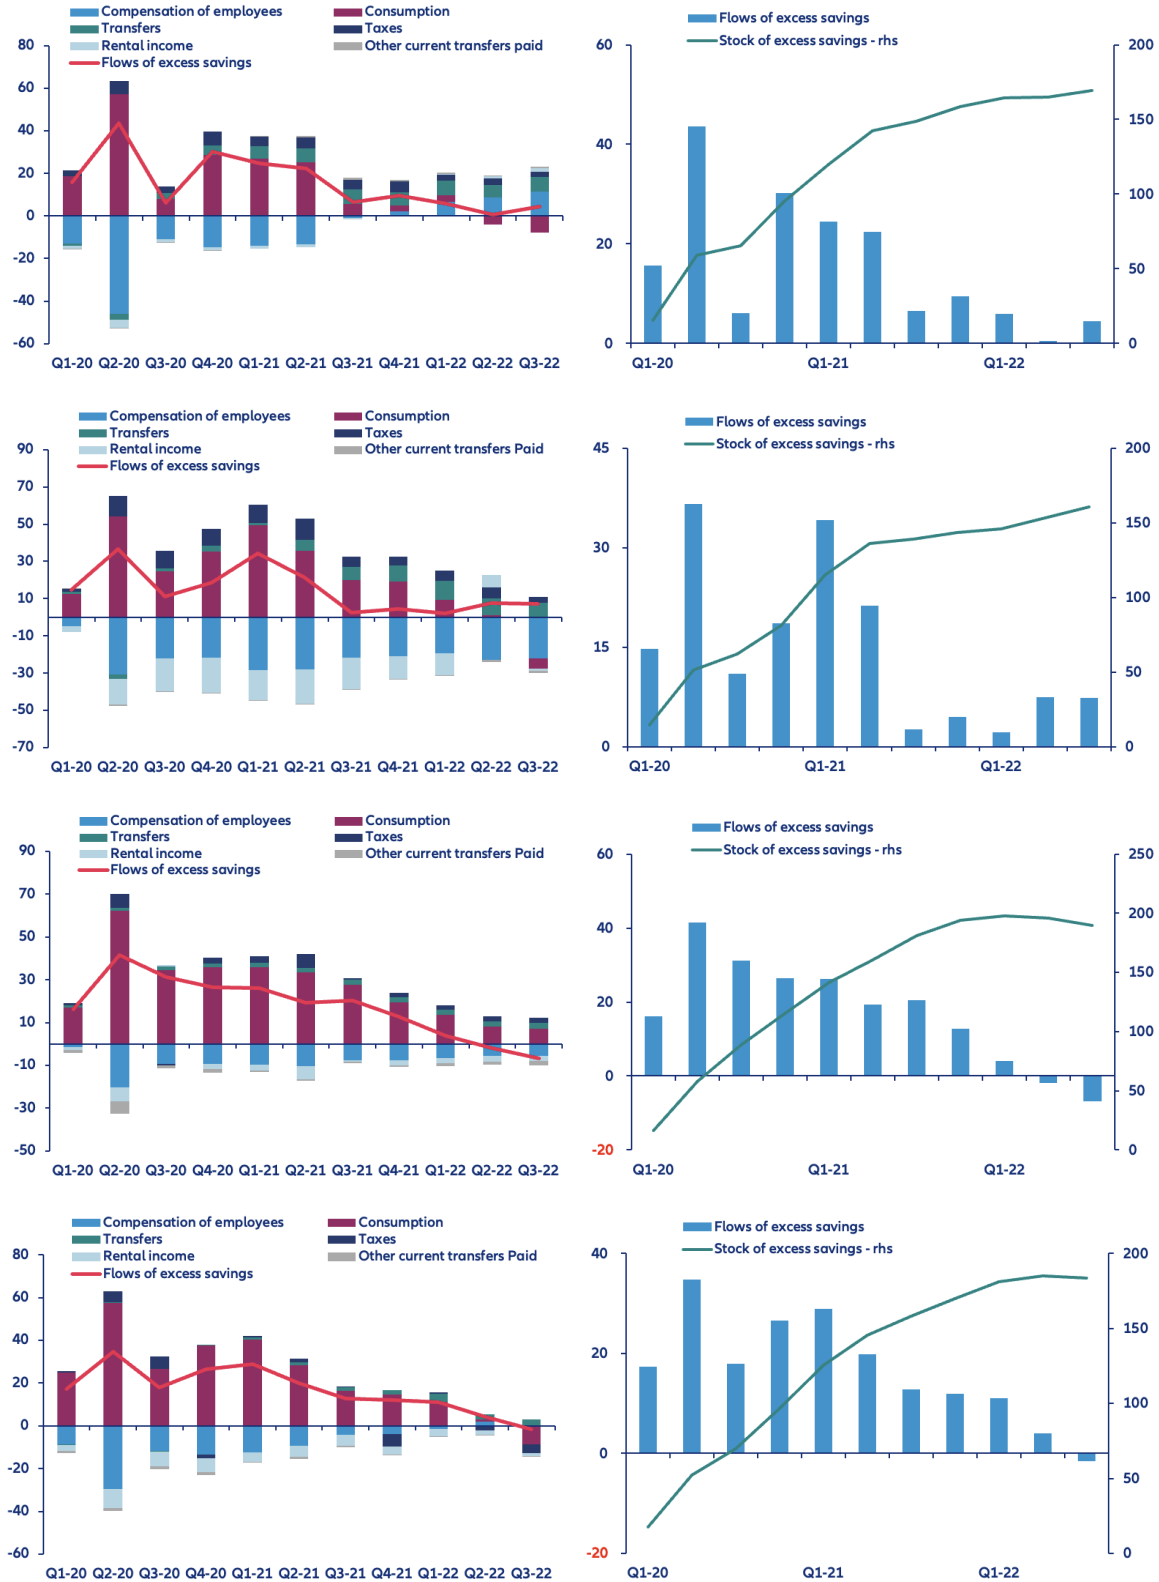 Compensation of employees Consumption
Transfers Taxes
Rental income Other current transfers paid
Flows of excess savings
80
60
40
20
0
-20
-40
-60
Q1-20 Q2-20 Q3-20 Q4-20 Q1-21 Q2-21 Q3-21 Q4-21 Q1-22 Q2-22 Q3-22
Flows of excess savings
Stock of excess savings - rhs
60
40
20
0
200
150
100
50
0
Q1-20 Q1-21 Q1-22
Compensation of employees Consumption
Transfers Taxes
Rental income Other current transfers Paid
Flows of excess savings
90
70
50
30
10
-10
-30
-50
-70
Q1-20 Q2-20 Q3-20 Q4-20 Q1-21 Q2-21 Q3-21 Q4-21 Q1-22 Q2-22 Q3-22
Flows of excess savings
Stock of excess savings - rhs
45
30
15
0
200
150
100
50
0
Q1-20 Q1-21 Q1-22
Compensation of employees Consumption
Transfers Taxes
Rental income Other current transfers Paid
Flows of excess savings
90
70
50
30
10
-10
-30
-50
Q1-20 Q2-20 Q3-20 Q4-20 Q1-21 Q2-21 Q3-21 Q4-21 Q1-22 Q2-22 Q3-22
Flows of excess savings
Stock of excess savings - rhs
60
40
20
0
-20
250
200
150
100
50
0
Q1-20 Q1-21 Q1-22
Compensation of employees Consumption
Transfers Taxes
Rental income Other current transfers Paid
Flows of excess savings
80
60
40
20
0
-20
-40
-60
Q1-20 Q2-20 Q3-20 Q4-20 Q1-21 Q2-21 Q3-21 Q4-21 Q1-22 Q2-22 Q3-22
Flows of excess savings
Stock of excess savings - rhs
40
20
0
-20
200
150
100
50
0
Q1-20 Q1-21 Q1-22